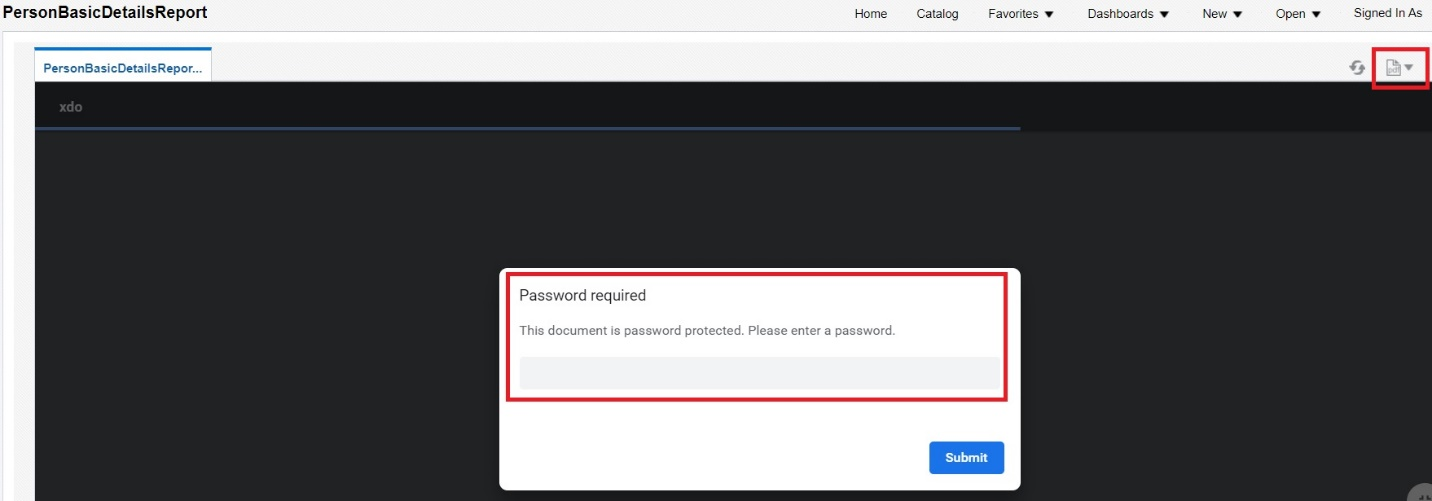 PersonBasicDetailsReport
Home Catalog Favorites Dashboards New Open Signed In As
PersonBasicDetailsRepor...
pdf
xdo
Password required
This document is password protected. Please enter a password.
Submit